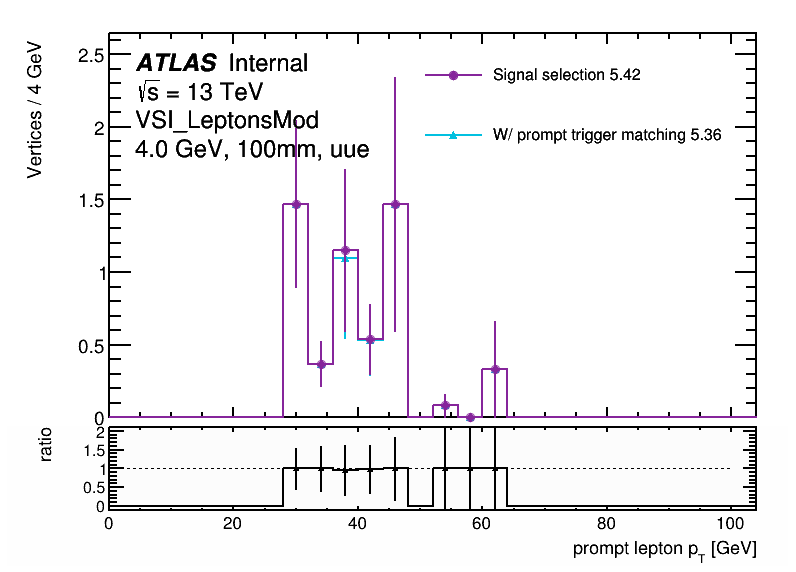 ATLAS Internal
√s = 13 TeV
VSI_LeptonsMod
4.0 GeV, 100mm, uue
Signal selection 5.42
W/ prompt trigger matching 5.36
Vertices / 4 GeV
2.5
2
1.5
1
0.5
0
ratio
2
1.5
1
0.5
0
0 20 40 60 80 100
prompt lepton p_T [GeV]